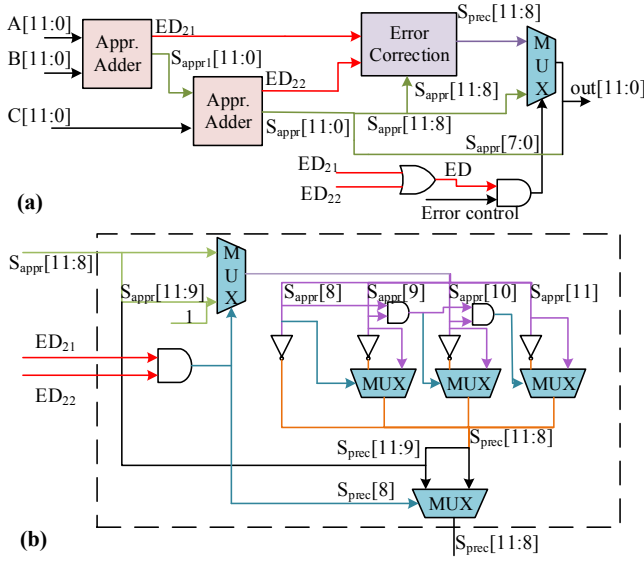 A[11:0]
B[11:0]
C[11:0]
Appr. Adder
ED21
Sappr1[11:0]
Appr. Adder
ED22
Sappr[11:0]
Error Correction
Sprec[11:8]
Sappr[11:8]
Sappr[11:8]
MUX
out[11:0]
Sappr[7:0]
ED21
ED22
ED
Error control
(a)
Sappr[11:8]
Sappr[11:9]
1
MUX
ED21
ED22
Sappr[8]
Sappr[9]
Sappr[10]
Sappr[11]
MUX
MUX
MUX
Sprec[11:9]
Sprec[11:8]
Sprec[8]
MUX
Sprec[11:8]
(b)